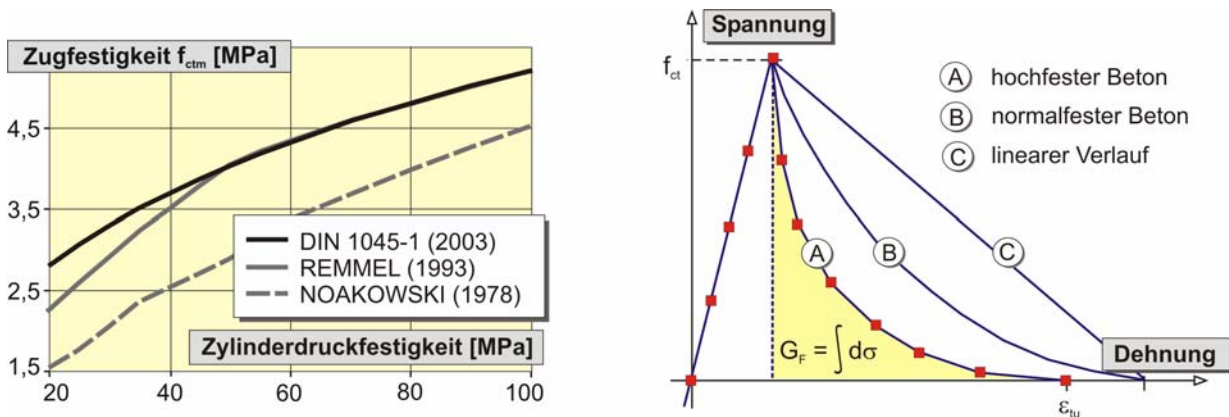 Zugfestigkeit f_ctm [MPa]
4,5
3,5
2,5
1,5
DIN 1045-1 (2003)
REMMEL (1993)
NOAKOWSKI (1978)
Zylinderdruckfestigkeit [MPa]
20 40 60 80 100
Spannung
f_ct
A hochfester Beton
B normalfester Beton
C linearer Verlauf
A B C
G_F = ∫ dσ
Dehnung
ε_tu